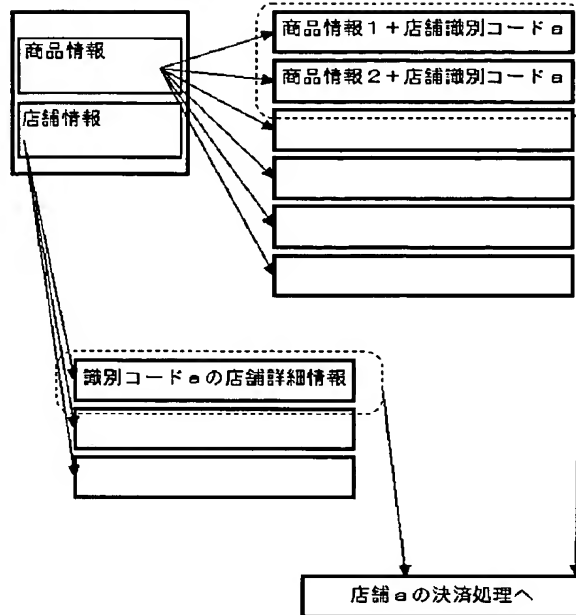 商品情報
店舗情報
商品情報1+店舗識別コードa
商品情報2+店舗識別コードa
識別コードaの店舗詳細情報
店舗aの決済処理へ